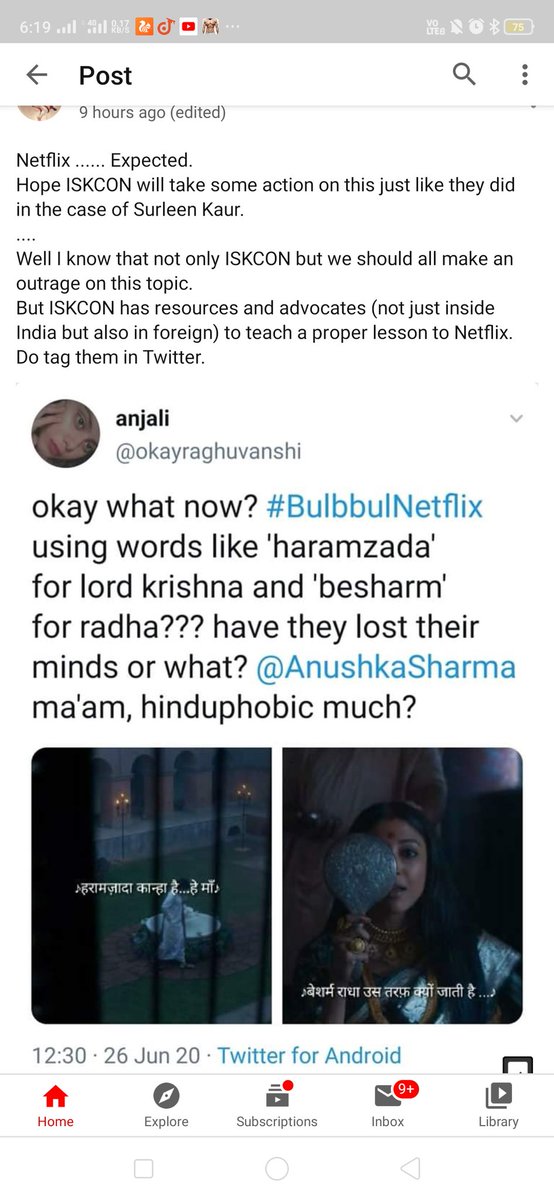 6:19 4G 0.17 KB/S VO LTE 75
Post
9 hours ago (edited)
Netflix ...... Expected.
Hope ISKCON will take some action on this just like they did
in the case of Surleen Kaur.
....
Well I know that not only ISKCON but we should all make an
outrage on this topic.
But ISKCON has resources and advocates (not just inside
India but also in foreign) to teach a proper lesson to Netflix.
Do tag them in Twitter.
anjali
@okayraghuvanshi
okay what now? #BulbbulNetflix
using words like 'haramzada'
for lord krishna and 'besharm'
for radha??? have they lost their
minds or what? @AnushkaSharma
ma'am, hinduphobic much?
♪हरामज़ादा कान्हा है...हे माँ♪
♪बेशर्म राधा उस तरफ़ क्यों जाती है ...♪
12:30 · 26 Jun 20 · Twitter for Android
Home
Explore
Subscriptions
9+
Inbox
Library